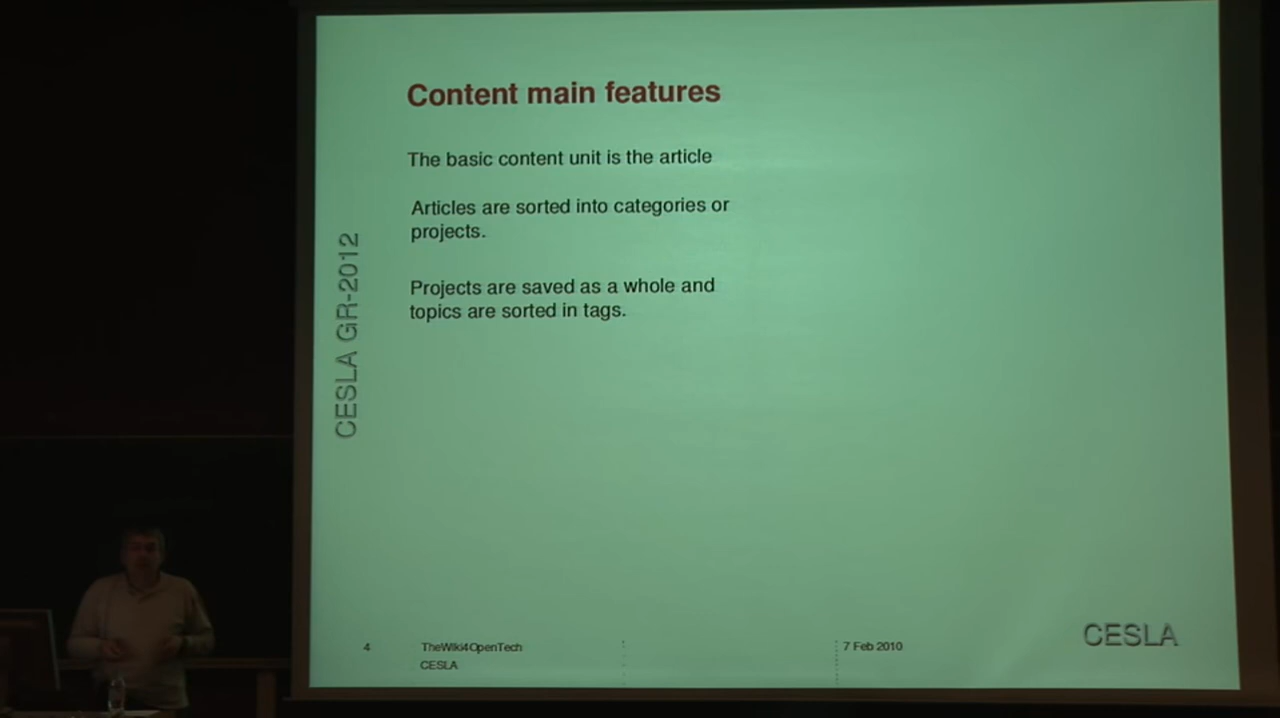 Content main features
The basic content unit is the article
Articles are sorted into categories or
projects.
Projects are saved as a whole and
topics are sorted in tags.
CESLA GR-2012
4
TheWiki4OpenTech
CESLA
7 Feb 2010
CESLA